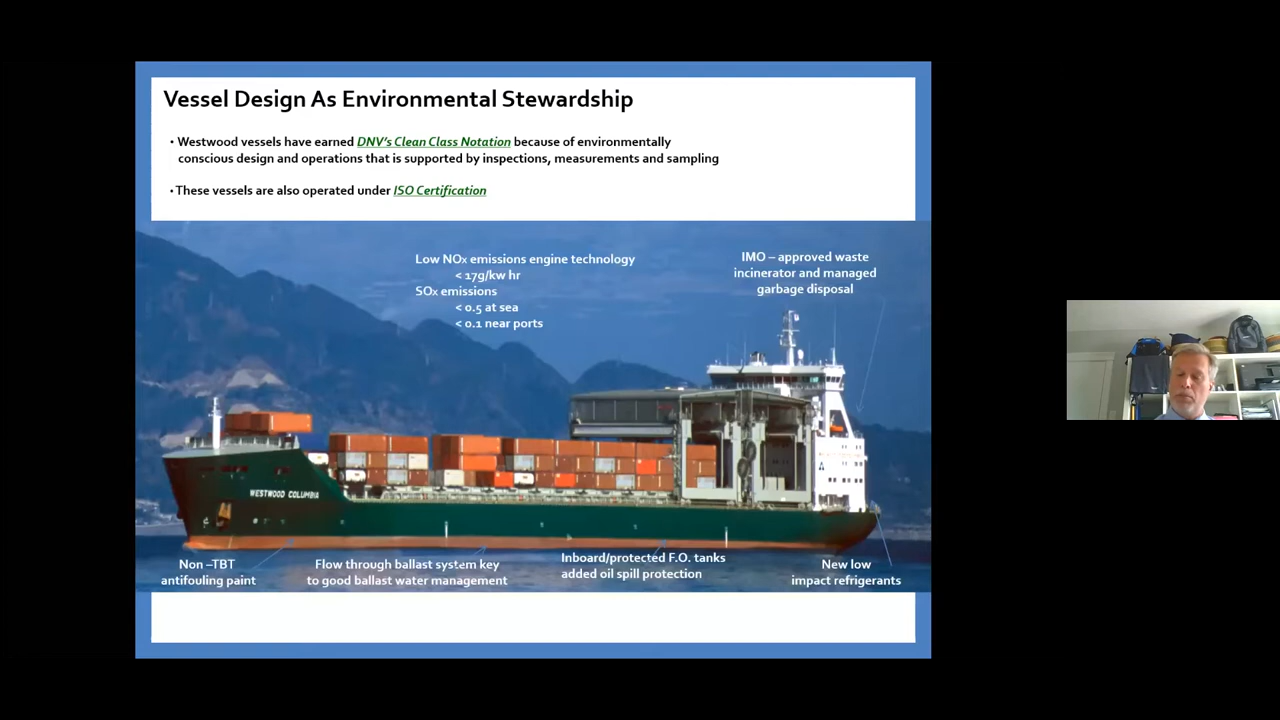 Vessel Design As Environmental Stewardship
• Westwood vessels have earned DNV's Clean Class Notation because of environmentally
conscious design and operations that is supported by inspections, measurements and sampling
• These vessels are also operated under ISO Certification
Low NOx emissions engine technology
< 17g/kw hr
SOx emissions
< 0.5 at sea
< 0.1 near ports
IMO – approved waste
incinerator and managed
garbage disposal
WESTWOOD COLUMBIA
Non –TBT
antifouling paint
Flow through ballast system key
to good ballast water management
Inboard/protected F.O. tanks
added oil spill protection
New low
impact refrigerants